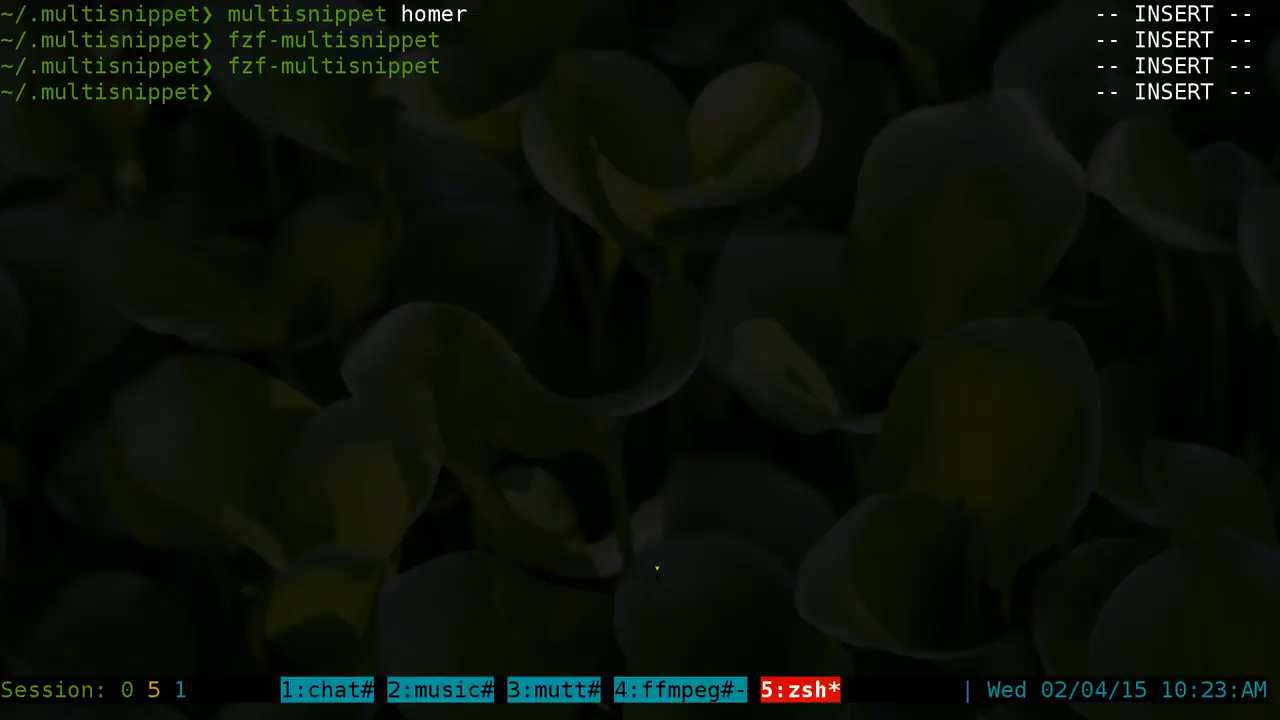 ~/.multisnippet❯ multisnippet homer -- INSERT --
~/.multisnippet❯ fzf-multisnippet -- INSERT --
~/.multisnippet❯ fzf-multisnippet -- INSERT --
~/.multisnippet❯ -- INSERT --
Session: 0 5 1 1:chat# 2:music# 3:mutt# 4:ffmpeg#- 5:zsh* | Wed 02/04/15 10:23:AM